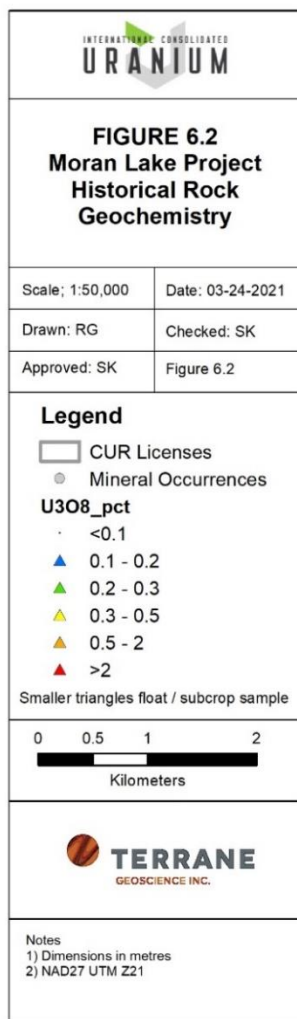 INTERNATIONAL CONSOLIDATED
URANIUM
FIGURE 6.2
Moran Lake Project
Historical Rock
Geochemistry
Scale; 1:50,000 Date: 03-24-2021
Drawn: RG Checked: SK
Approved: SK Figure 6.2
Legend
CUR Licenses
Mineral Occurrences
U3O8_pct
<0.1
0.1 - 0.2
0.2 - 0.3
0.3 - 0.5
0.5 - 2
>2
Smaller triangles float / subcrop sample
0 0.5 1 2
Kilometers
TERRANE
GEOSCIENCE INC.
Notes
1) Dimensions in metres
2) NAD27 UTM Z21